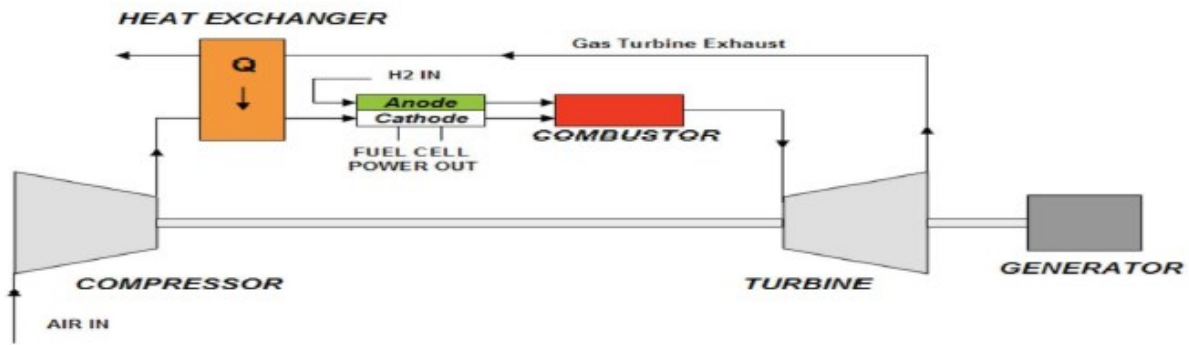 HEAT EXCHANGER
Gas Turbine Exhaust
Q
H2 IN
Anode
Cathode
COMBUSTOR
FUEL CELL
POWER OUT
COMPRESSOR
TURBINE
GENERATOR
AIR IN